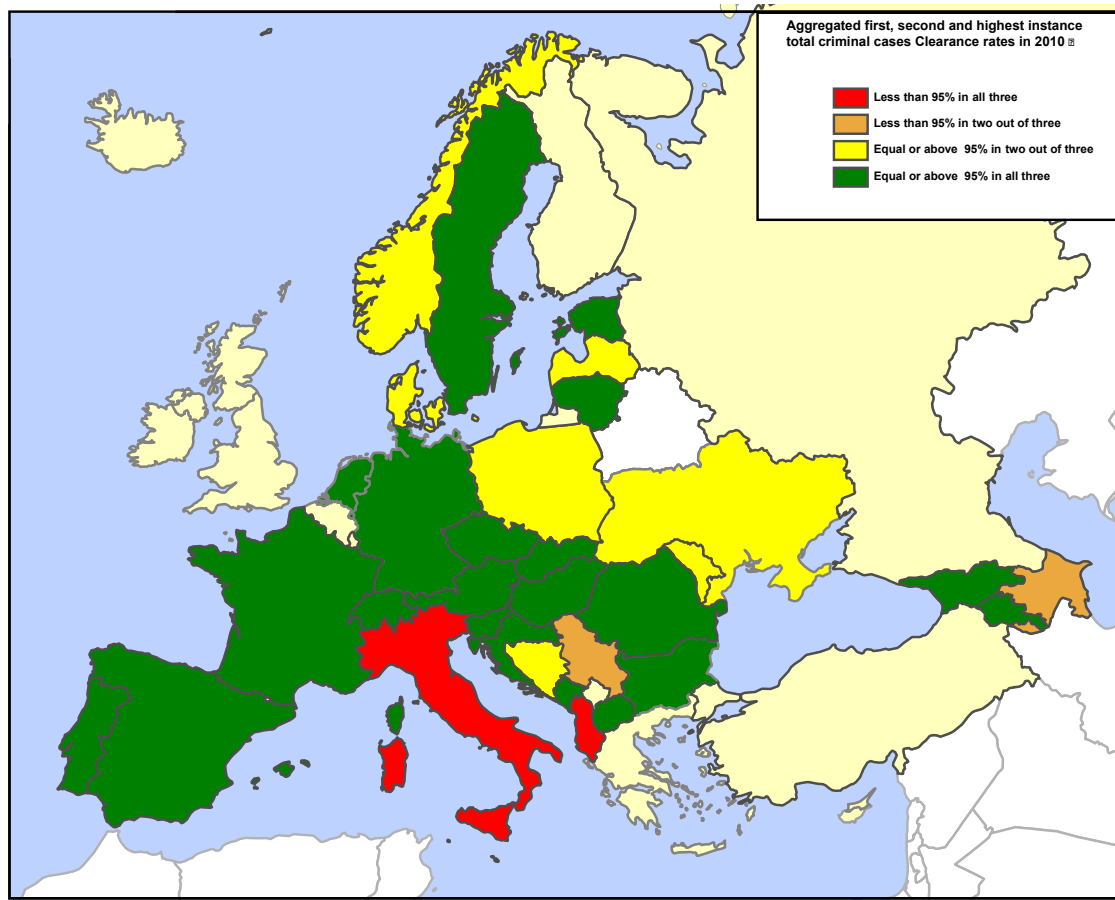 Aggregated first, second and highest instance
total criminal cases Clearance rates in 2010
Less than 95% in all three
Less than 95% in two out of three
Equal or above 95% in two out of three
Equal or above 95% in all three